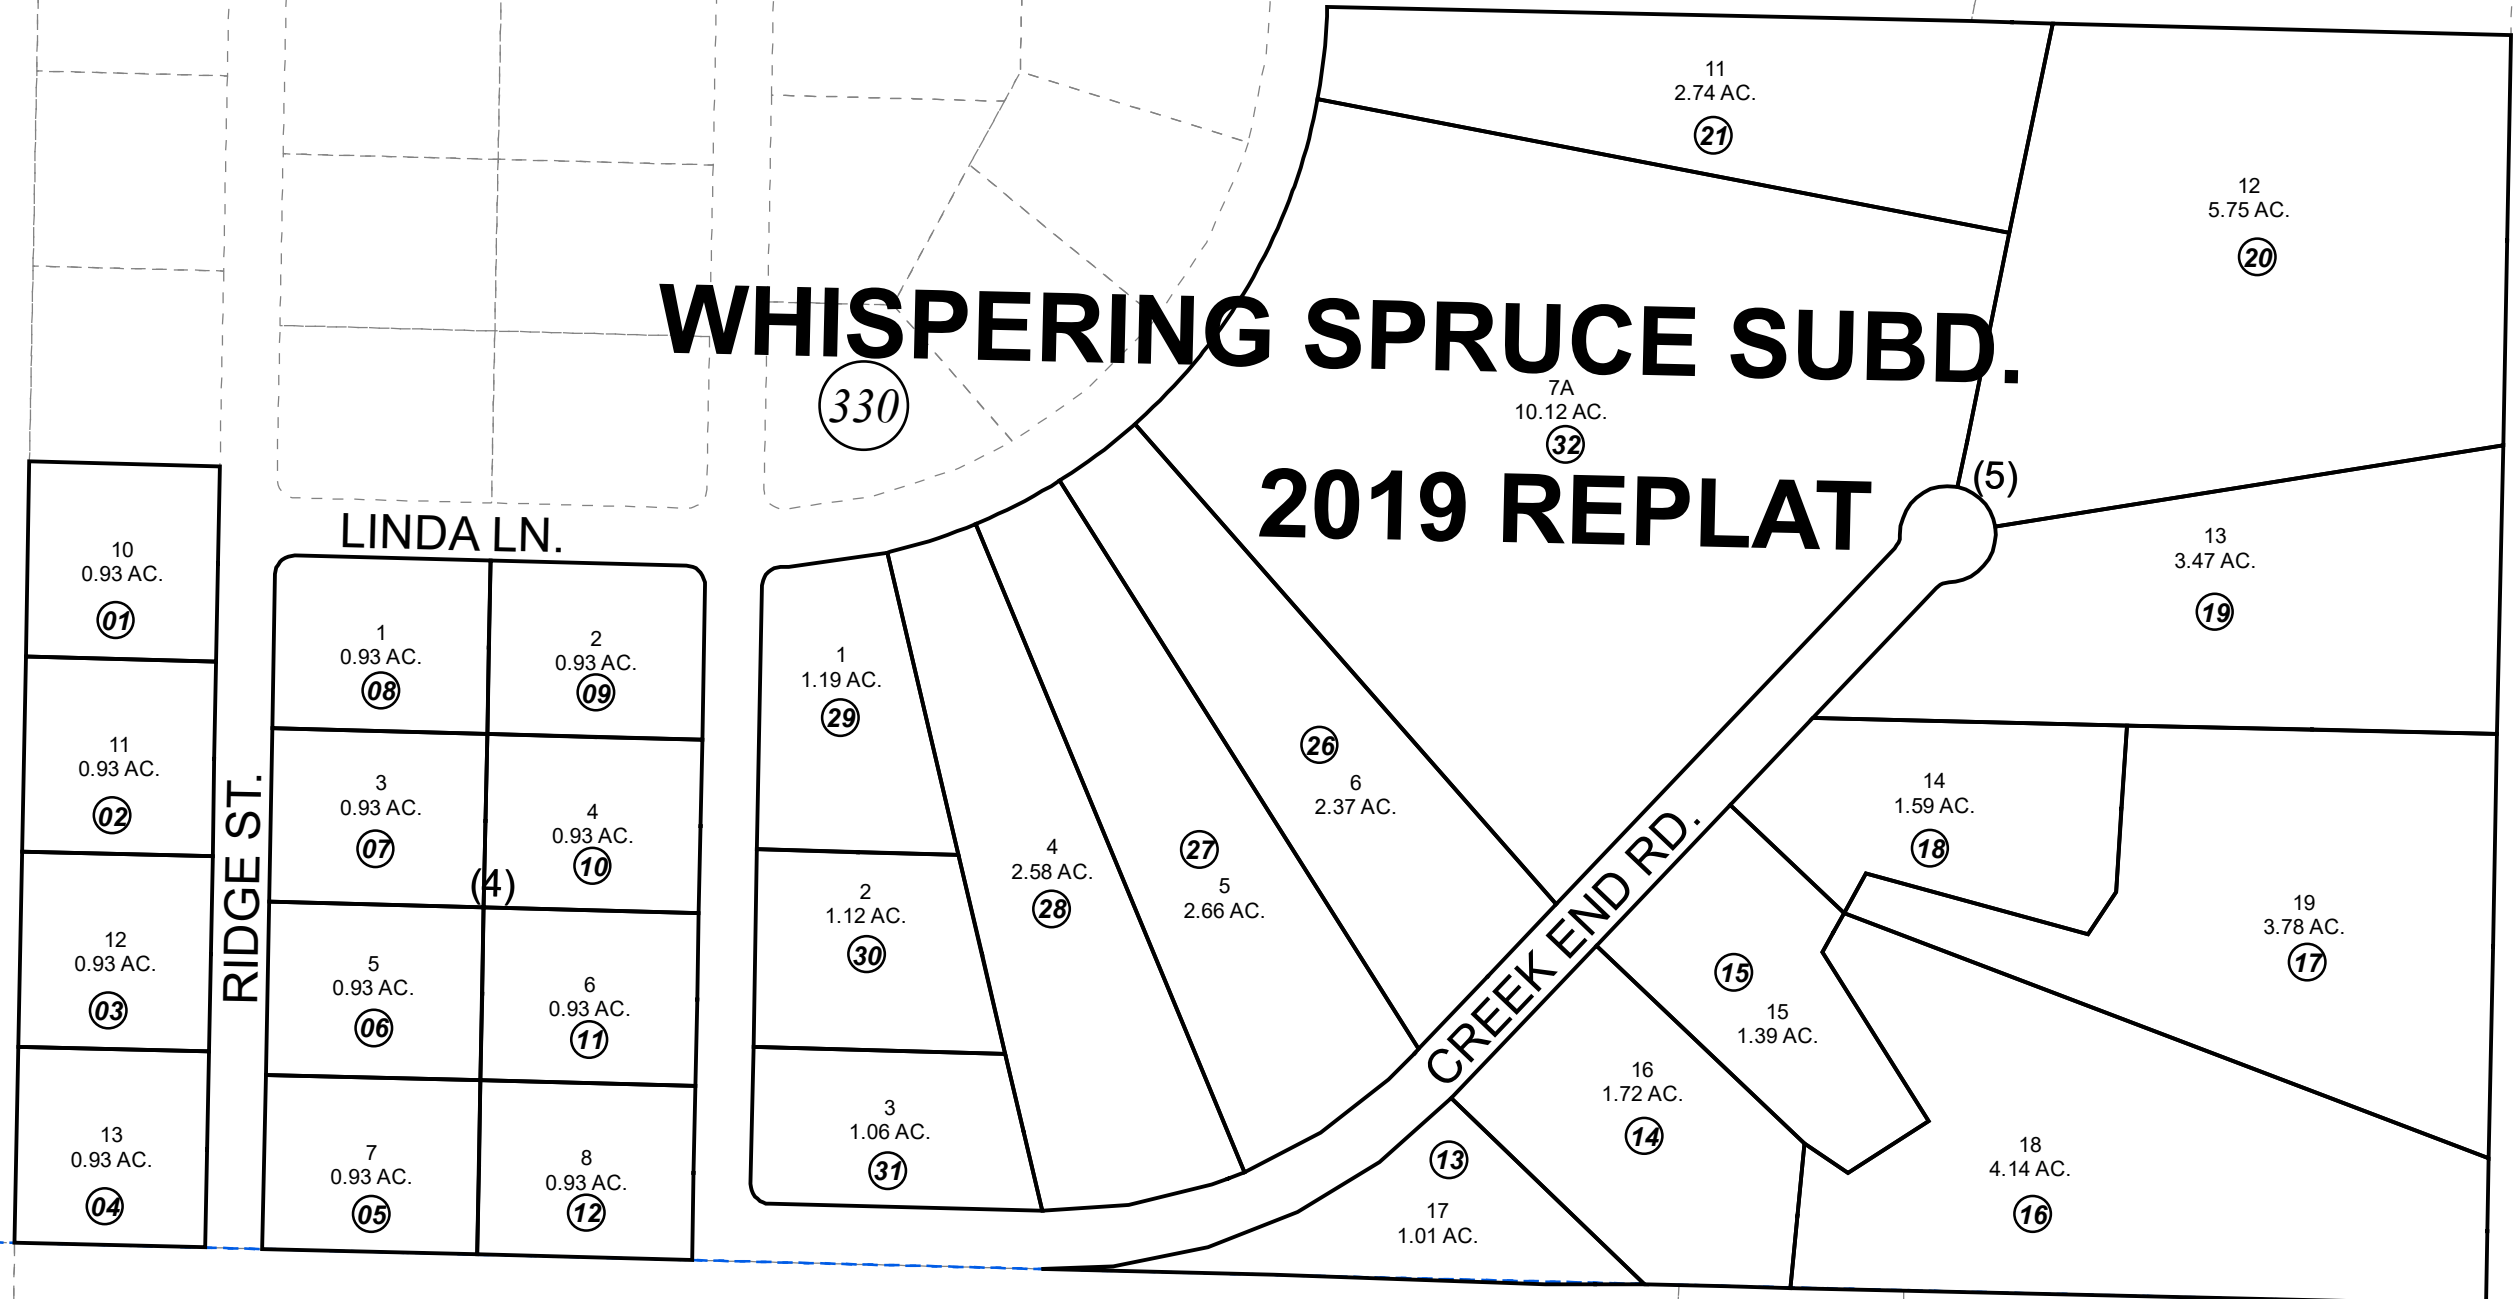 11
2.74 AC.
21
12
5.75 AC.
20
WHISPERING SPRUCE SUBD.
330
7A
10.12 AC.
32
2019 REPLAT
(5)
13
3.47 AC.
19
LINDA LN.
10
0.93 AC.
01
1
0.93 AC.
08
2
0.93 AC.
09
1
1.19 AC.
29
11
0.93 AC.
02
RIDGE ST.
3
0.93 AC.
07
4
0.93 AC.
10
(4)
26
6
2.37 AC.
14
1.59 AC.
18
4
2.58 AC.
28
27
5
2.66 AC.
2
1.12 AC.
30
CREEK END RD.
19
3.78 AC.
17
12
0.93 AC.
03
5
0.93 AC.
06
6
0.93 AC.
11
15
15
1.39 AC.
16
1.72 AC.
14
3
1.06 AC.
31
13
0.93 AC.
04
7
0.93 AC.
05
8
0.93 AC.
12
13
17
1.01 AC.
18
4.14 AC.
16